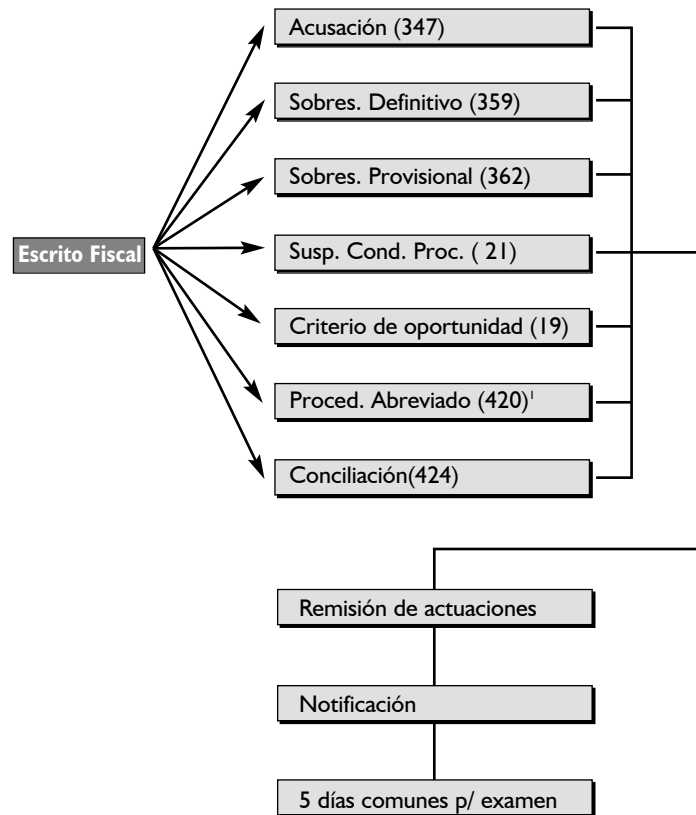 Acusación (347)
Sobres. Definitivo (359)
Sobres. Provisional (362)
Escrito Fiscal
Susp. Cond. Proc. ( 21)
Criterio de oportunidad (19)
Proced. Abreviado (420)¹
Conciliación(424)
Remisión de actuaciones
Notificación
5 días comunes p/ examen